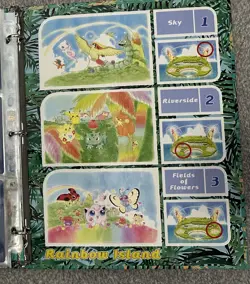 Sky 1
Riverside 2
Fields
of
Flowers 3
Rainbow Island